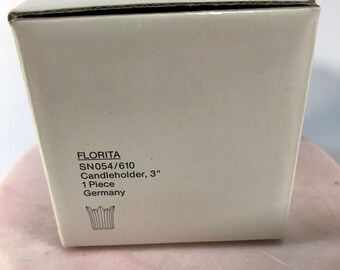 FLORITA
SN054/610
Candleholder, 3″
1 Piece
Germany